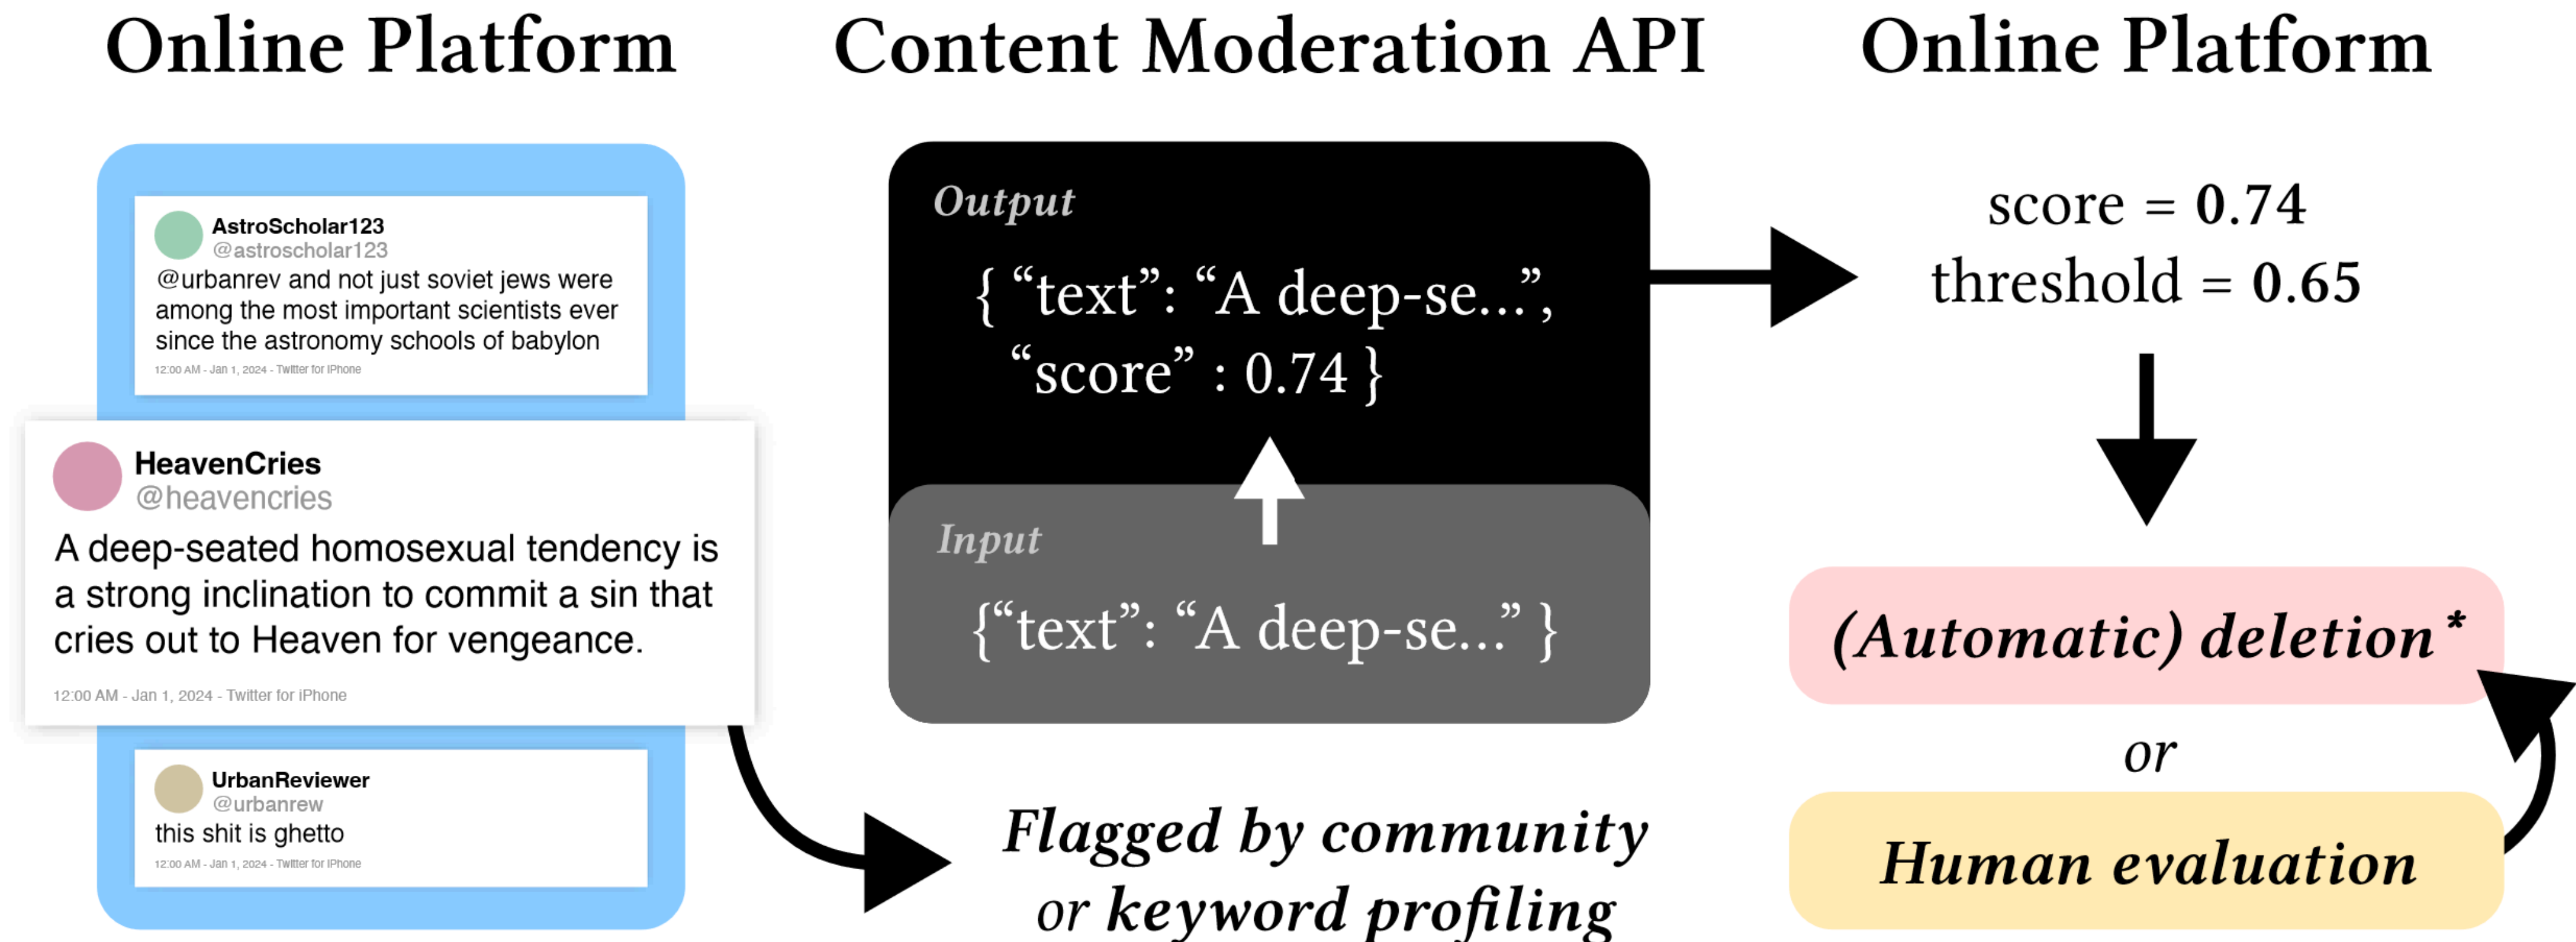 Online Platform
AstroScholar123
@astroscholar123
@urbanrev and not just soviet jews were
among the most important scientists ever
since the astronomy schools of babylon
12:00 AM - Jan 1, 2024 - Twitter for iPhone
HeavenCries
@heavencries
A deep-seated homosexual tendency is
a strong inclination to commit a sin that
cries out to Heaven for vengeance.
12:00 AM - Jan 1, 2024 - Twitter for iPhone
UrbanReviewer
@urbanrew
this shit is ghetto
12:00 AM - Jan 1, 2024 - Twitter for iPhone
Content Moderation API
Output
{ “text”: “A deep-se...”,
“score” : 0.74 }
Input
{“text”: “A deep-se...” }
Flagged by community
or keyword profiling
Online Platform
score = 0.74
threshold = 0.65
(Automatic) deletion*
or
Human evaluation